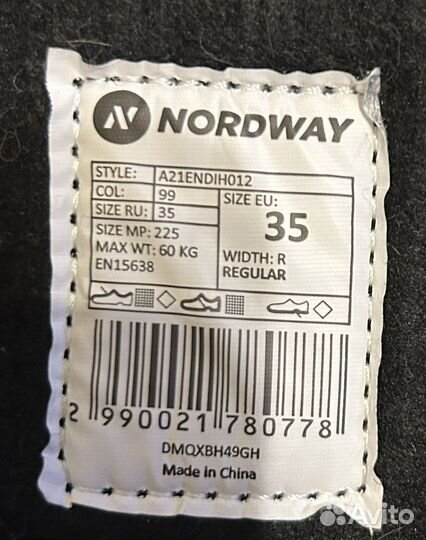 NORDWAY
STYLE: A21ENDIH012
COL: 99
SIZE RU: 35
SIZE MP: 225
MAX WT: 60 KG
EN15638
SIZE EU:
35
WIDTH: R
REGULAR
2 990021 780778
DMQXBH49GH
Made in China
Avito